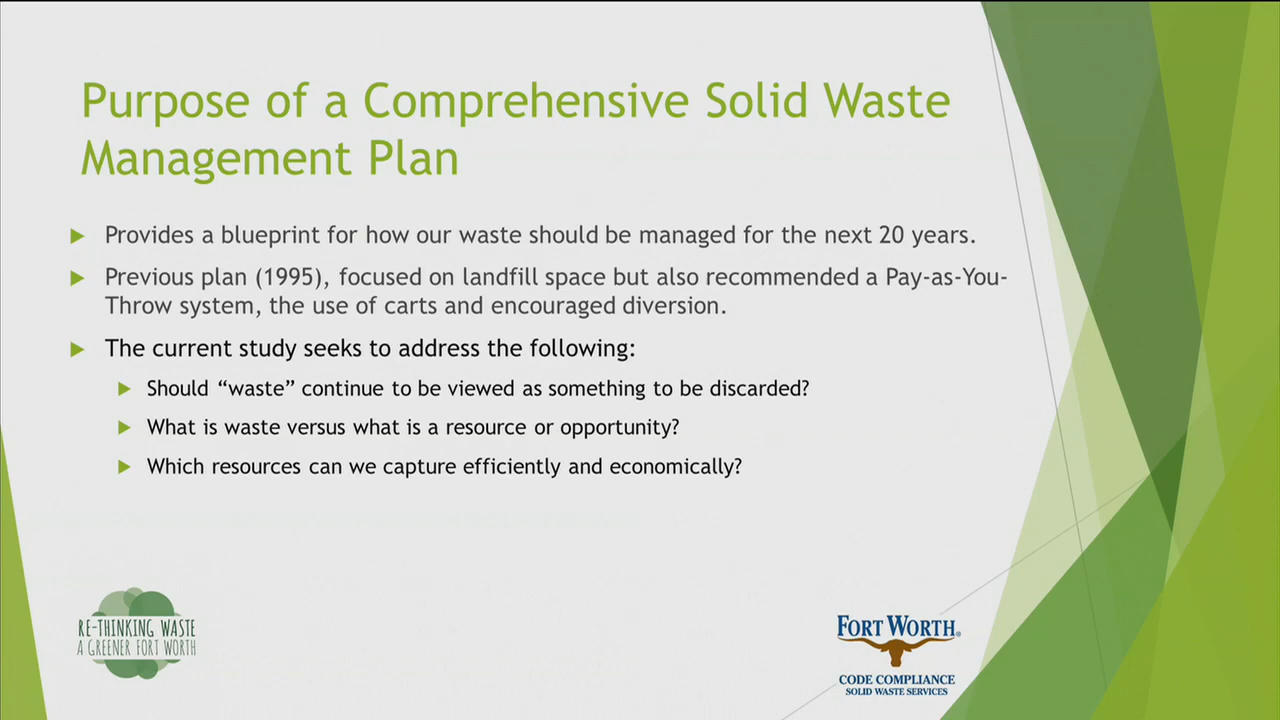 Purpose of a Comprehensive Solid Waste
Management Plan
Provides a blueprint for how our waste should be managed for the next 20 years.
Previous plan (1995), focused on landfill space but also recommended a Pay-as-You-
Throw system, the use of carts and encouraged diversion.
The current study seeks to address the following:
Should “waste” continue to be viewed as something to be discarded?
What is waste versus what is a resource or opportunity?
Which resources can we capture efficiently and economically?
RE-THINKING WASTE
A GREENER FORT WORTH
FORT WORTH®
CODE COMPLIANCE
SOLID WASTE SERVICES